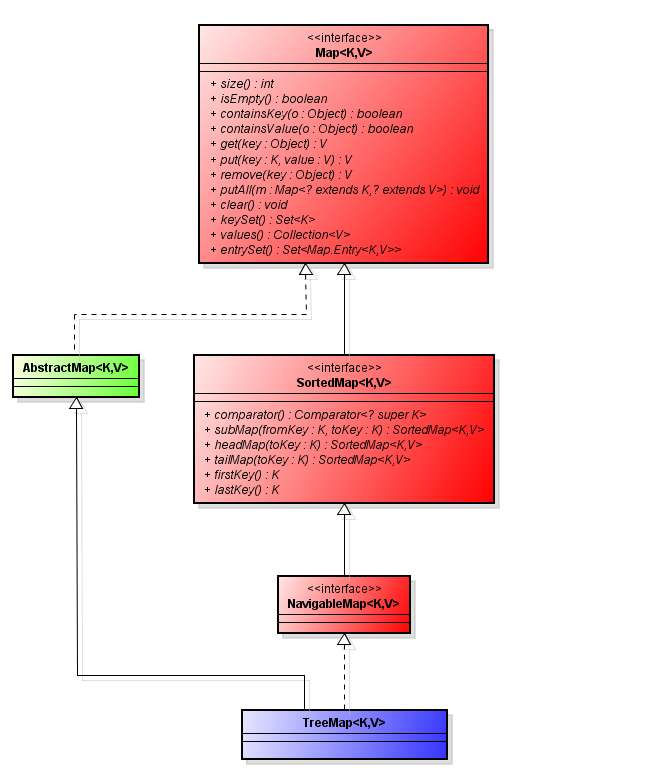 <<interface>>
Map<K,V>
+ size() : int
+ isEmpty() : boolean
+ containsKey(o : Object) : boolean
+ containsValue(o : Object) : boolean
+ get(key : Object) : V
+ put(key : K, value : V) : V
+ remove(key : Object) : V
+ putAll(m : Map<? extends K,? extends V>) : void
+ clear() : void
+ keySet() : Set<K>
+ values() : Collection<V>
+ entrySet() : Set<Map.Entry<K,V>>
AbstractMap<K,V>
<<interface>>
SortedMap<K,V>
+ comparator() : Comparator<? super K>
+ subMap(fromKey : K, toKey : K) : SortedMap<K,V>
+ headMap(toKey : K) : SortedMap<K,V>
+ tailMap(toKey : K) : SortedMap<K,V>
+ firstKey() : K
+ lastKey() : K
<<interface>>
NavigableMap<K,V>
TreeMap<K,V>